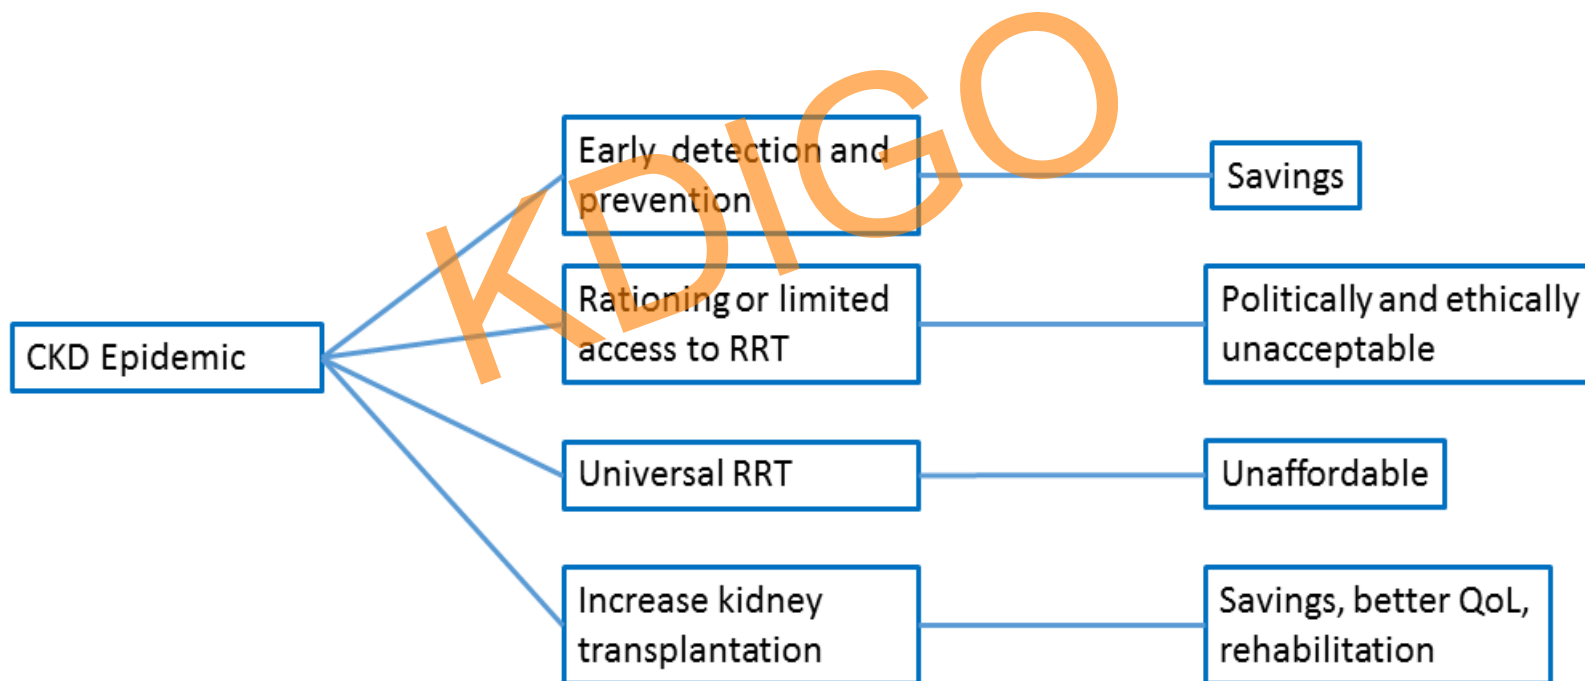 KDIGO
Early detection and
prevention
Savings
Rationing or limited
access to RRT
Politically and ethically
unacceptable
CKD Epidemic
Universal RRT
Unaffordable
Increase kidney
transplantation
Savings, better QoL,
rehabilitation